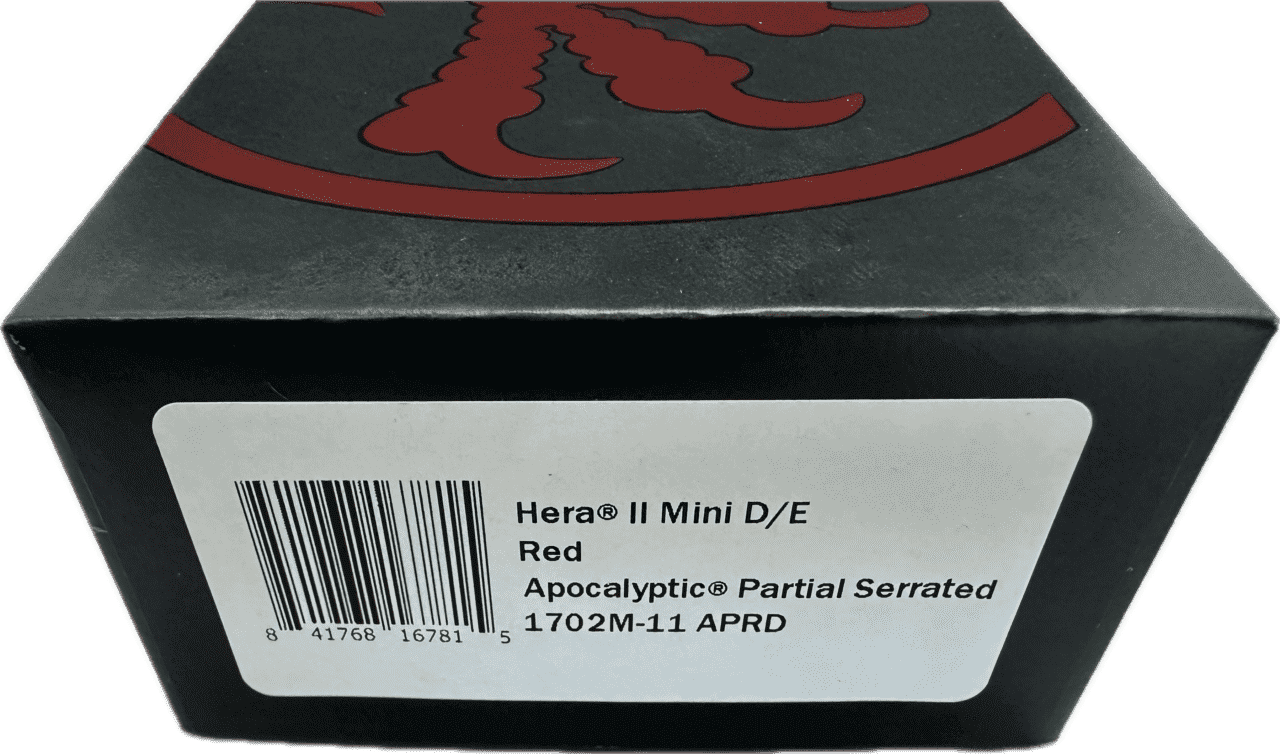 Hera® II Mini D/E
Red
Apocalyptic® Partial Serrated
1702M-11 APRD
8 41768 16781 5